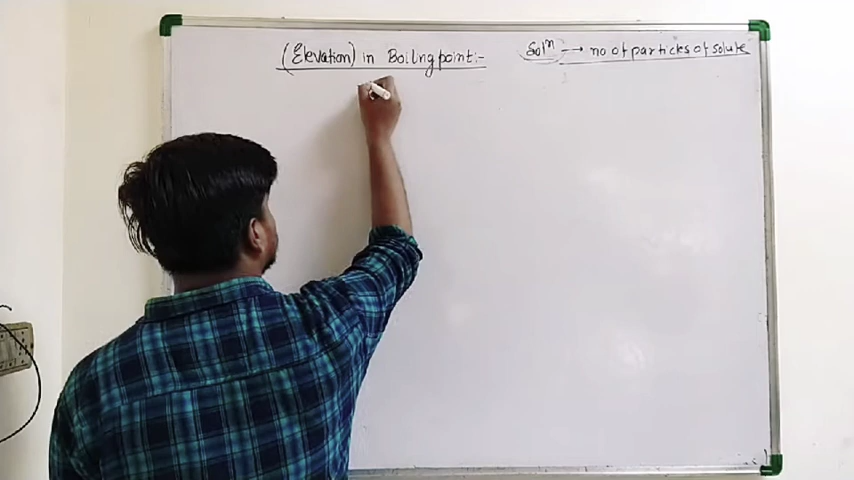 (Elevation) in Boiling point:-
Solⁿ → no of particles of solute